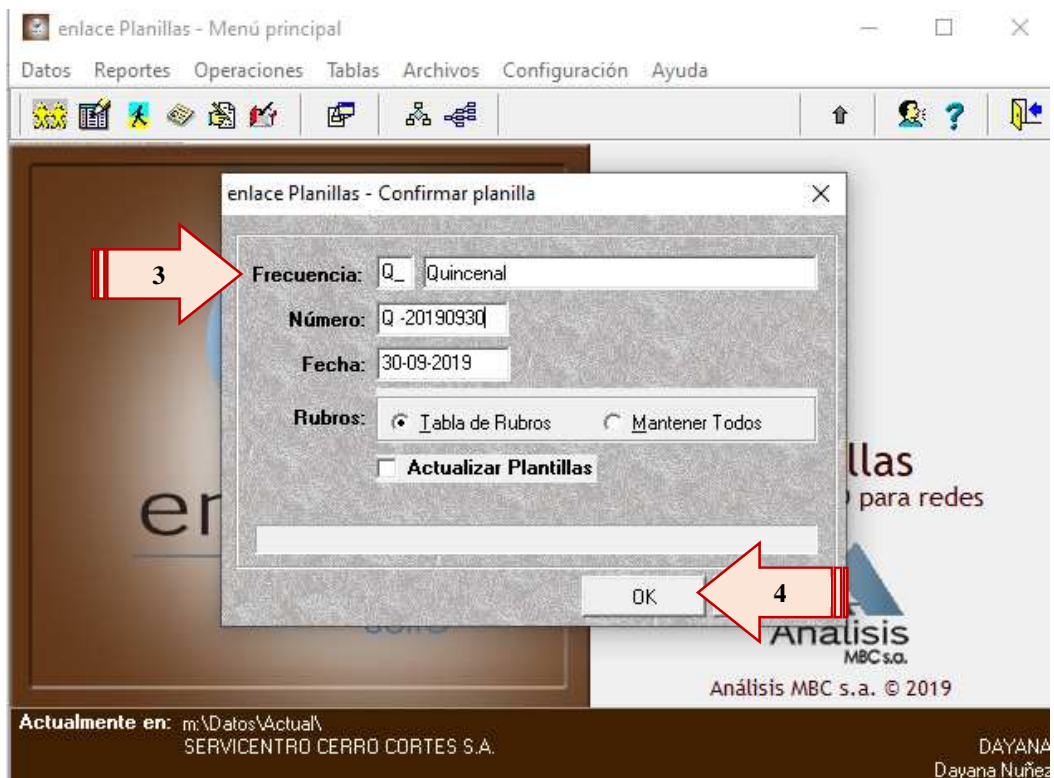 enlace Planillas - Menú principal
Datos Reportes Operaciones Tablas Archivos Configuración Ayuda
enlace Planillas - Confirmar planilla
3
Frecuencia: Q_ Quincenal
Número: Q -20190930
Fecha: 30-09-2019
Rubros: Tabla de Rubros Mantener Todos
Actualizar Plantillas
llas
para redes
en
OK
4
Análisis
MBC s.a.
Análisis MBC s.a. © 2019
Actualmente en: m:\Datos\Actual\
SERVICENTRO CERRO CORTES S.A.
DAYANA
Dayana Nuñez